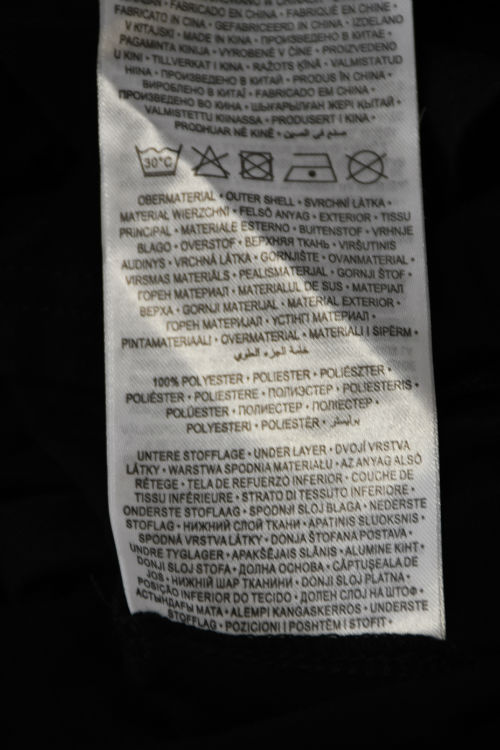 FABRICADO EN CHINA • FABRIQUÉ EN CHINE •
FABRICATO IN CINA • GEFABRICEERD IN CHINA • IZDELANO
V KITAJSKI • MADE IN KINA • ПРОИЗВЕДЕНО В КИТАЕ •
PAGAMINTA KINIJA • VYROBENÉ V ČÍNE • PROIZVEDENO
U KINI • TILLVERKAT I KINA • RAŽOTS ĶĪNĀ • VALMISTATUD
HIINA • ПРОИЗВЕДЕНО В КИТАЙ • PRODUS ÎN CHINA •
ВИРОБЛЕНО В КИТАЇ • FABRICADO EM CHINA •
ПРОИЗВЕДЕНО ВО КИНА • ШЫҒАРЫЛҒАН ЖЕРІ ҚЫТАЙ •
VALMISTETTU KIINASSA • PRODUSERT I KINA •
PRODHUAR NË KINË • صنع في الصين
30°C
OBERMATERIAL • OUTER SHELL • SVRCHNÍ LÁTKA •
MATERIAŁ WIERZCHNI • FELSŐ ANYAG • EXTERIOR • TISSU
PRINCIPAL • MATERIALE ESTERNO • BUITENSTOF • VRHNJE
BLAGO • OVERSTOF • ВЕРХНЯЯ ТКАНЬ • VIRŠUTINIS
AUDINYS • VRCHNÁ LÁTKA • GORNJIŠTE • OVANMATERIAL •
VIRSMAS MATERIĀLS • PEALISMATERJAL • GORNJI ŠTOF •
ГОРЕН МАТЕРИАЛ • MATERIALUL DE SUS • МАТЕРІАЛ
ВЕРХА • GORNJI MATERIJAL • MATERIAL EXTERIOR •
ГОРЕН МАТЕРИЈАЛ • ҮСТІҢГІ МАТЕРИАЛ •
PINTAMATERIAALI • OVERMATERIAL • MATERIALI I SIPËRM •
خامة الجزء العلوي
100% POLYESTER • POLIESTER • POLIÉSZTER •
POLIÉSTER • POLIESTERE • ПОЛИЭСТЕР • POLIESTERIS •
POLÜESTER • ПОЛИЕСТЕР • ПОЛІЕСТЕР •
POLYESTERI • POLIESTËR • بوليستر
UNTERE STOFFLAGE • UNDER LAYER • DVOJÍ VRSTVA
LÁTKY • WARSTWA SPODNIA MATERIAŁU • AZ ANYAG ALSÓ
RÉTEGE • TELA DE REFUERZO INFERIOR • COUCHE DE
TISSU INFÉRIEURE • STRATO DI TESSUTO INFERIORE •
ONDERSTE STOFLAAG • SPODNJI SLOJ BLAGA • NEDERSTE
STOFLAG • НИЖНИЙ СЛОЙ ТКАНИ • APATINIS SLUOKSNIS •
SPODNÁ VRSTVA LÁTKY • DONJA ŠTOFANA POSTAVA •
UNDRE TYGLAGER • APAKŠĒJAIS SLĀNIS • ALUMINE KIHT •
DONJI SLOJ STOFA • ДОЛНА ОСНОВА • CĂPTUŞEALA DE
JOS • НИЖНІЙ ШАР ТКАНИНИ • DONJI SLOJ PLATNA •
POSIÇÃO INFERIOR DO TECIDO • ДОЛЕН СЛОЈ НА ШТОФ •
АСТЫҢДАҒЫ МАТА • ALEMPI KANGASKERROS • UNDERSTE
STOFFLAG • POZICIONI I POSHTËM I STOFIT •